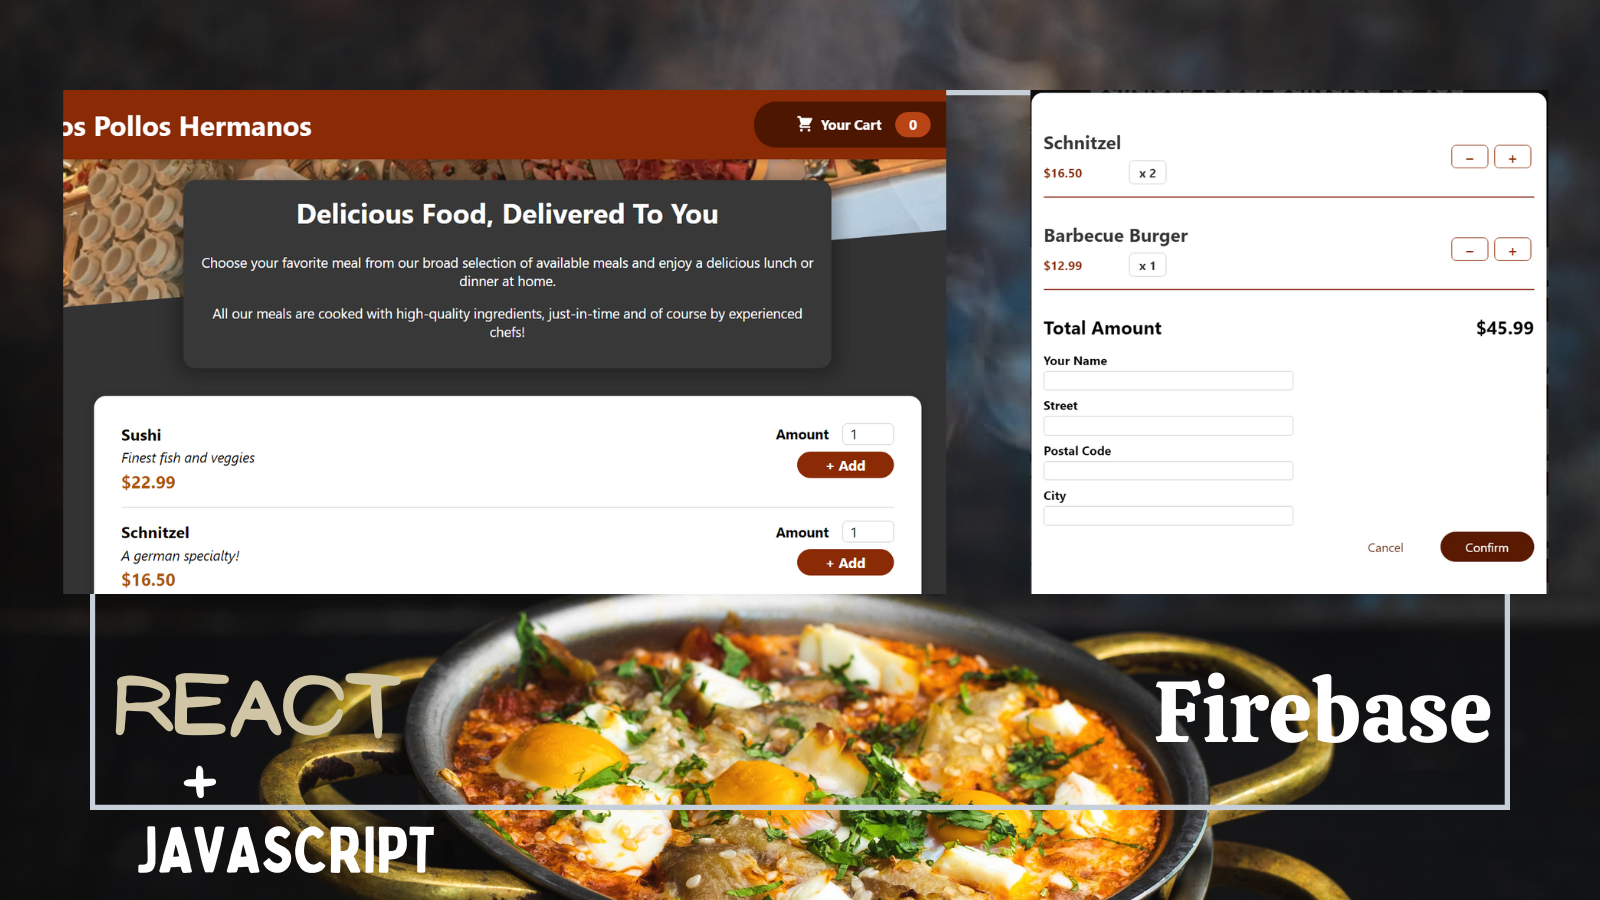 os Pollos Hermanos
Your Cart 0
Delicious Food, Delivered To You
Choose your favorite meal from our broad selection of available meals and enjoy a delicious lunch or
dinner at home.
All our meals are cooked with high-quality ingredients, just-in-time and of course by experienced
chefs!
Sushi
Finest fish and veggies
$22.99
Amount 1
+ Add
Schnitzel
A german specialty!
$16.50
Amount 1
+ Add
Schnitzel
$16.50 x 2
− +
Barbecue Burger
$12.99 x 1
− +
Total Amount $45.99
Your Name
Street
Postal Code
City
Cancel Confirm
REACT
+
JAVASCRIPT
Firebase